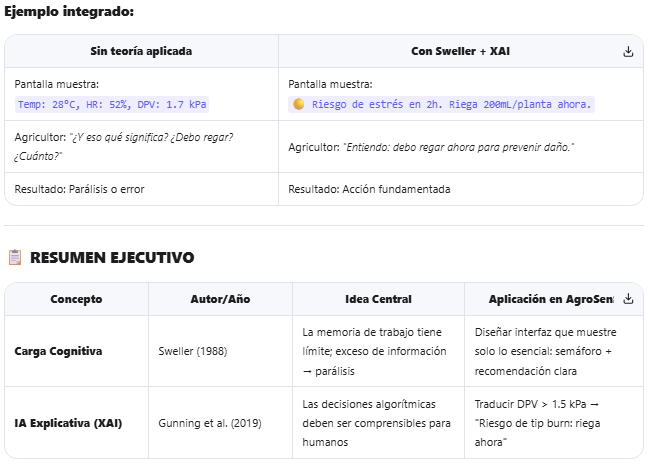 Ejemplo integrado:
Sin teoría aplicada
Con Sweller + XAI
Pantalla muestra:
Temp: 28°C, HR: 52%, DPV: 1.7 kPa
Pantalla muestra:
🟡 Riesgo de estrés en 2h. Riega 200mL/planta ahora.
Agricultor: "¿Y eso qué significa? ¿Debo regar?
¿Cuánto?"
Agricultor: "Entiendo: debo regar ahora para prevenir daño."
Resultado: Parálisis o error
Resultado: Acción fundamentada
📋 RESUMEN EJECUTIVO
Concepto
Autor/Año
Idea Central
Aplicación en AgroSen
Carga Cognitiva
Sweller (1988)
La memoria de trabajo tiene
límite; exceso de información
→ parálisis
Diseñar interfaz que muestre
solo lo esencial: semáforo +
recomendación clara
IA Explicativa (XAI)
Gunning et al. (2019)
Las decisiones algorítmicas
deben ser comprensibles para
humanos
Traducir DPV > 1.5 kPa →
"Riesgo de tip burn: riega
ahora"